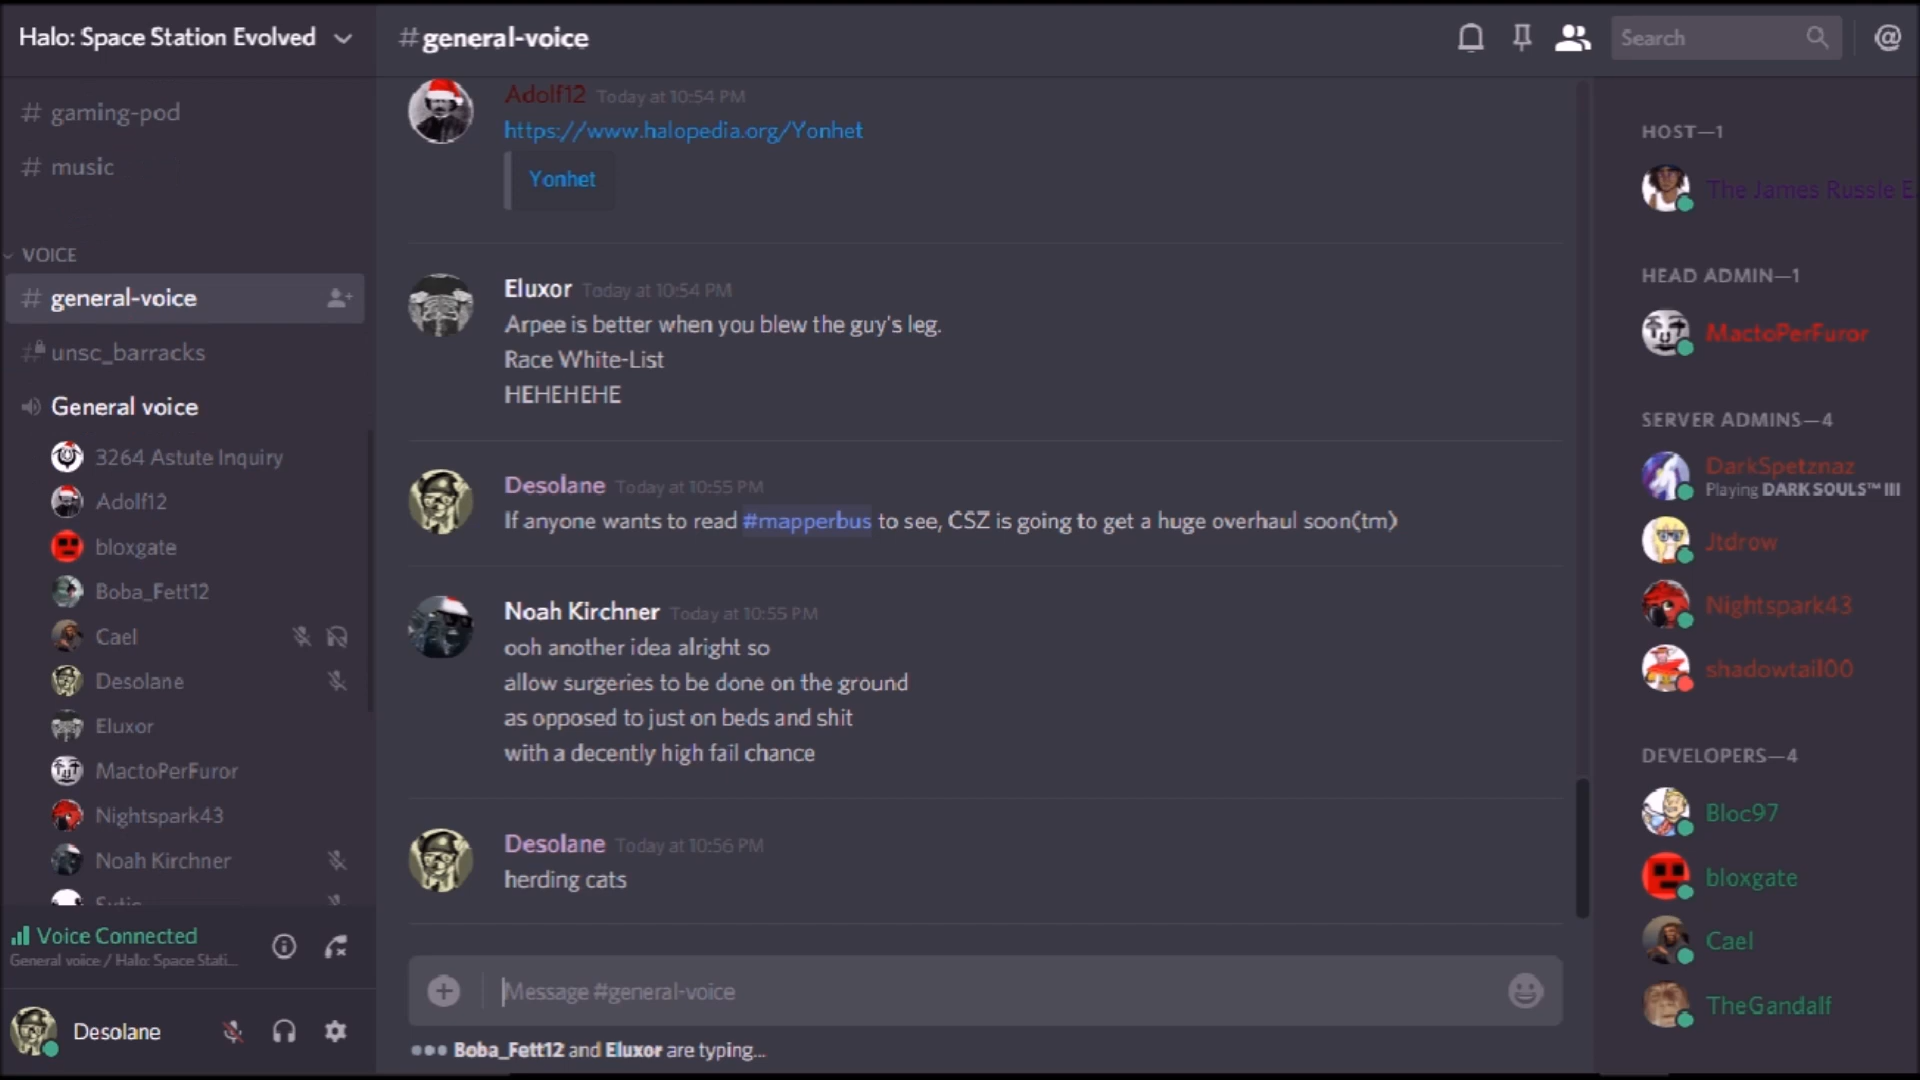 Halo: Space Station Evolved
# gaming-pod
# music
VOICE
# general-voice
# unsc_barracks
General voice
3264 Astute Inquiry
Adolf12
bloxgate
Boba_Fett12
Cael
Desolane
Eluxor
MactoPerFuror
Nightspark43
Noah Kirchner
Voice Connected
General voice / Halo: Space Stati...
Desolane
#general-voice
Adolf12 Today at 10:54 PM
https://www.halopedia.org/Yonhet
Yonhet
Eluxor Today at 10:54 PM
Arpee is better when you blew the guy's leg.
Race White-List
HEHEHEHE
Desolane Today at 10:55 PM
If anyone wants to read #mapperbus to see, CSZ is going to get a huge overhaul soon(tm)
Noah Kirchner Today at 10:55 PM
ooh another idea alright so
allow surgeries to be done on the ground
as opposed to just on beds and shit
with a decently high fail chance
Desolane Today at 10:56 PM
herding cats
Message #general-voice
Boba_Fett12 and Eluxor are typing...
Search
@
HOST—1
The James Russle E
HEAD ADMIN—1
MactoPerFuror
SERVER ADMINS—4
DarkSpetznaz
Playing DARK SOULS™ III
Jtdrow
Nightspark43
shadowtail00
DEVELOPERS—4
Bloc97
bloxgate
Cael
TheGandalf